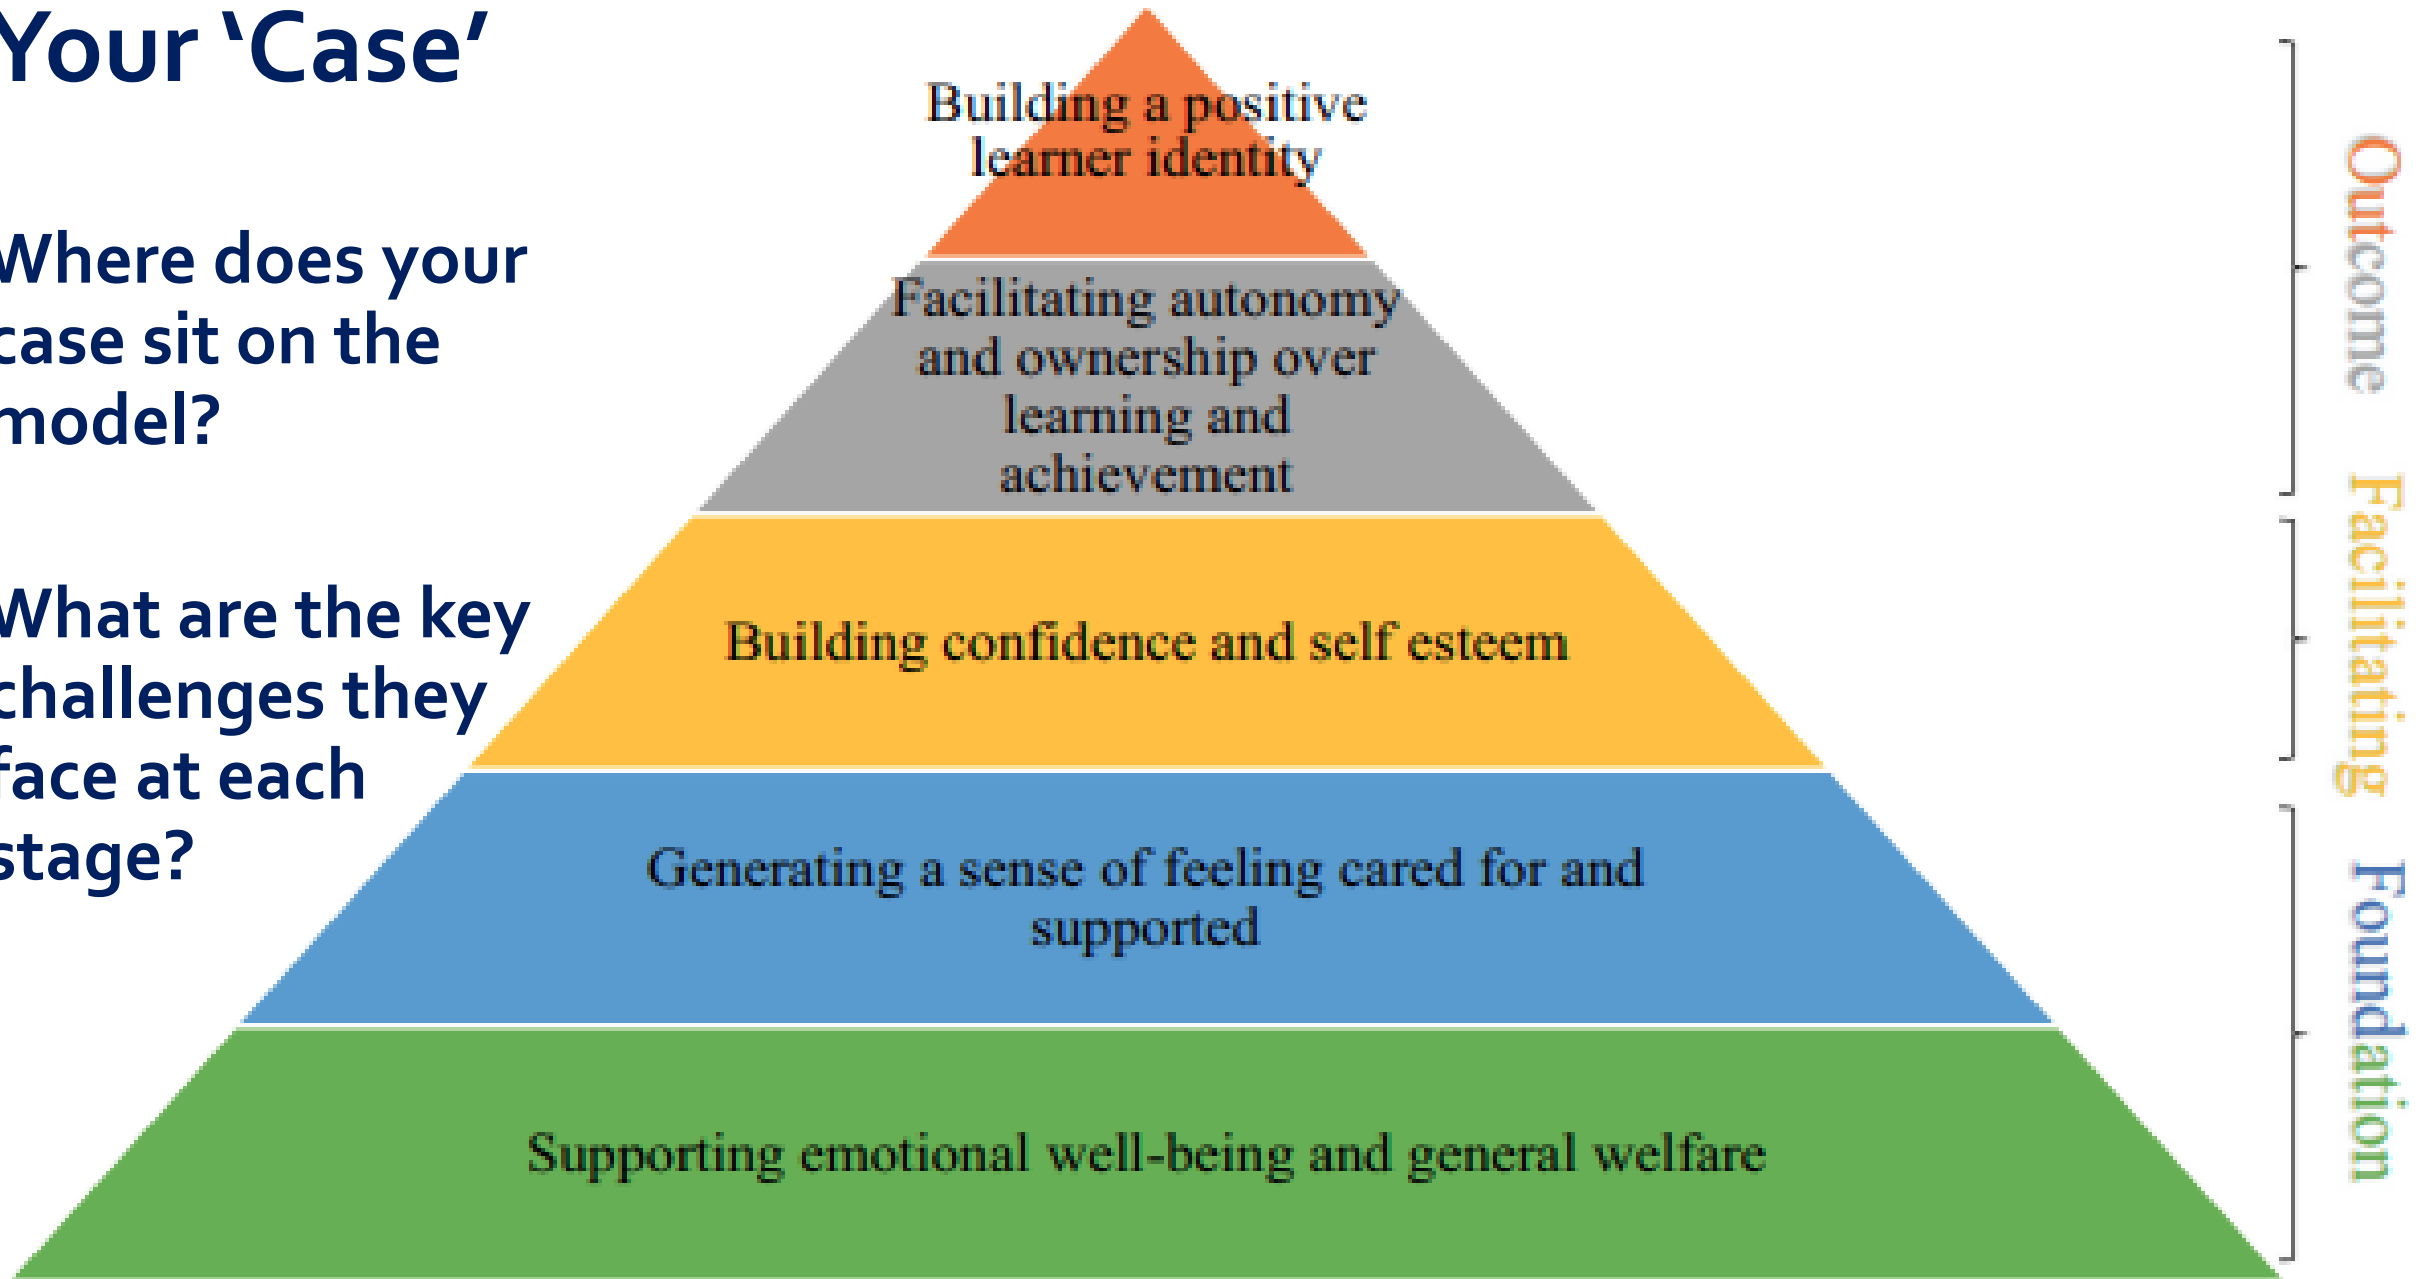 Your ‘Case’
Where does your
case sit on the
model?
What are the key
challenges they
face at each
stage?
Building a positive
learner identity
Facilitating autonomy
and ownership over
learning and
achievement
Building confidence and self esteem
Generating a sense of feeling cared for and
supported
Supporting emotional well-being and general welfare
Outcome
Facilitating
Foundation